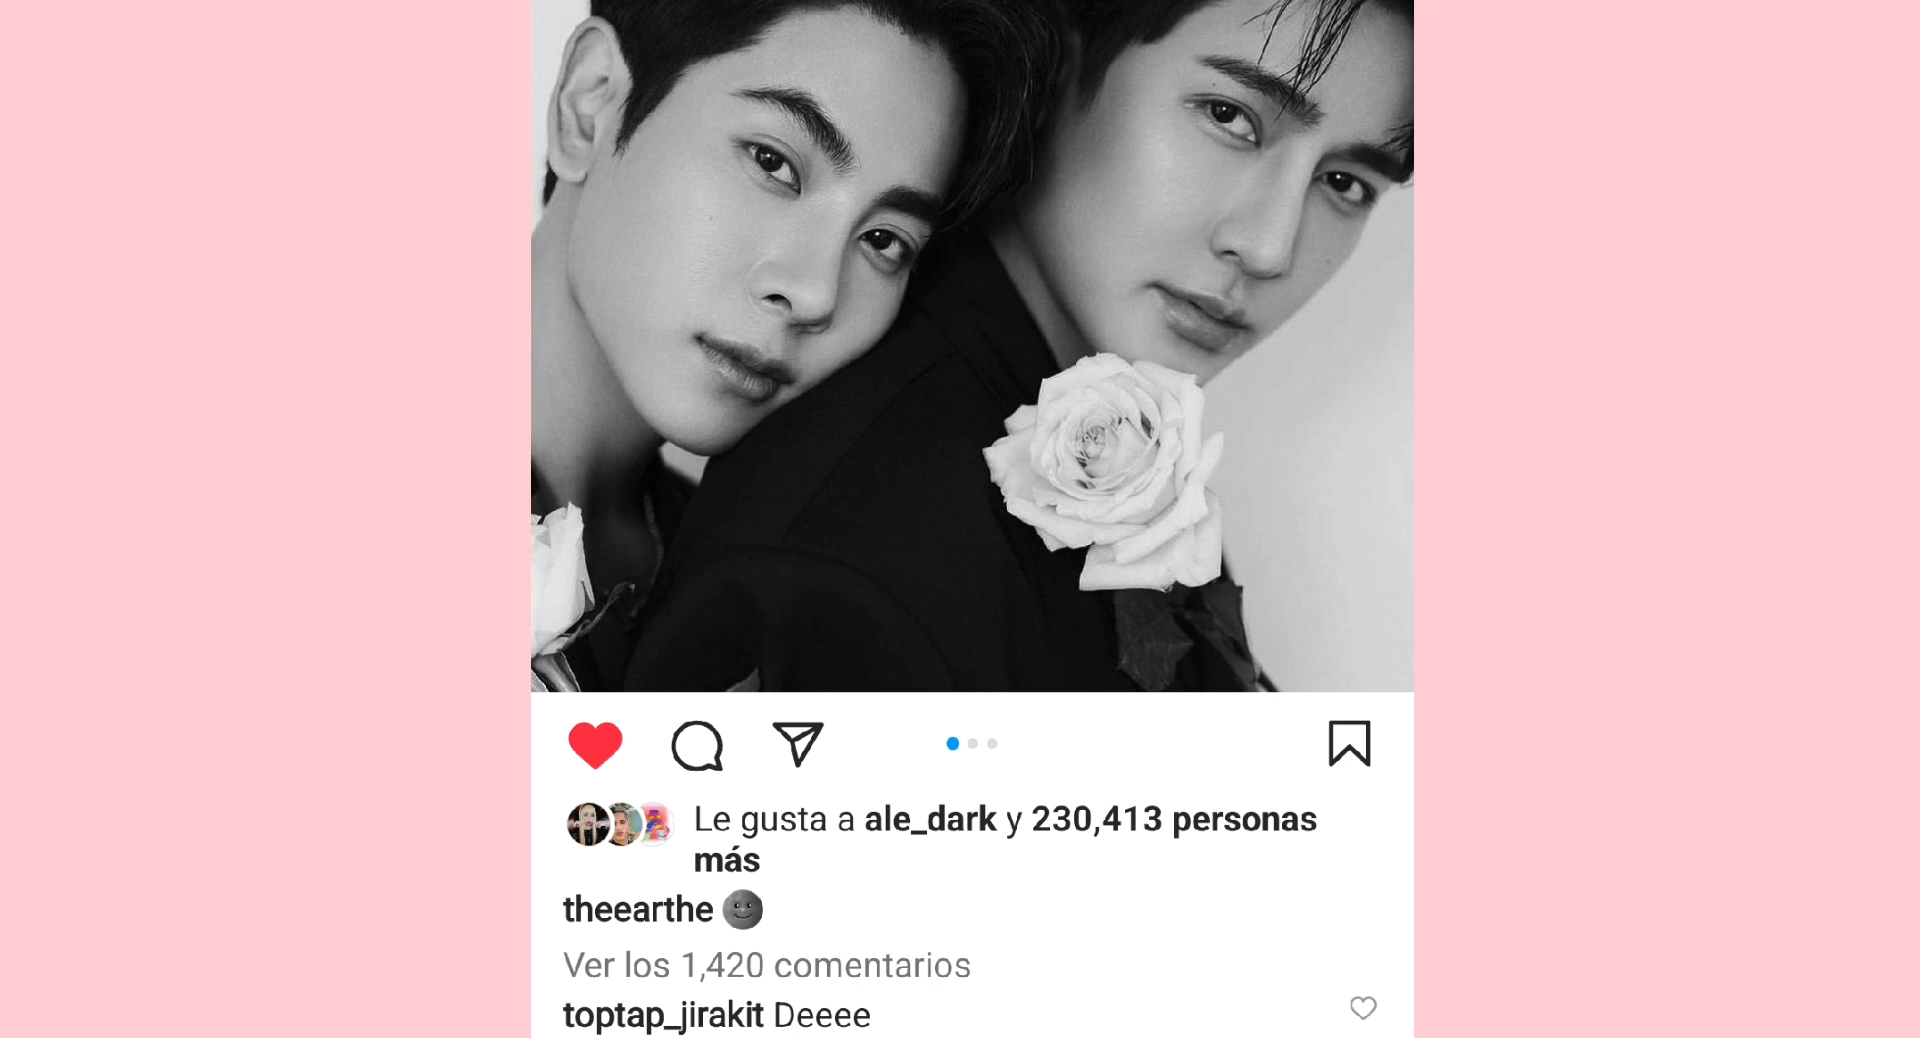 Le gusta a ale_dark y 230,413 personas
más
theearthe 🌚
Ver los 1,420 comentarios
toptap_jirakit Deeee